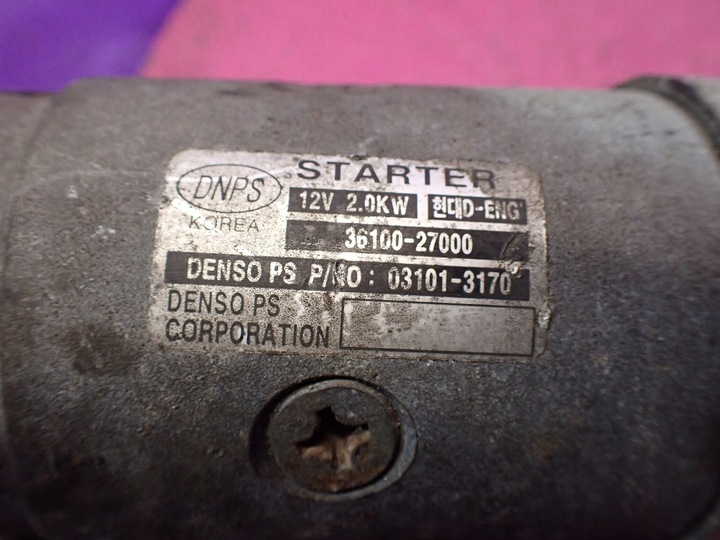 DNPS
KOREA
STARTER
12V 2.0KW 현대D-ENG'
36100-27000
DENSO PS P/NO : 03101-3170
DENSO PS
CORPORATION